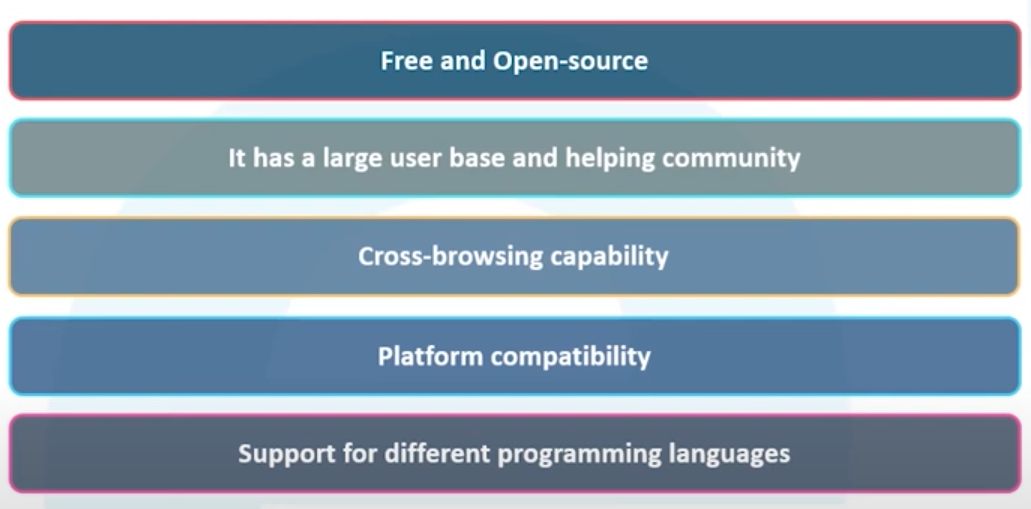 Free and Open-source
It has a large user base and helping community
Cross-browsing capability
Platform compatibility
Support for different programming languages